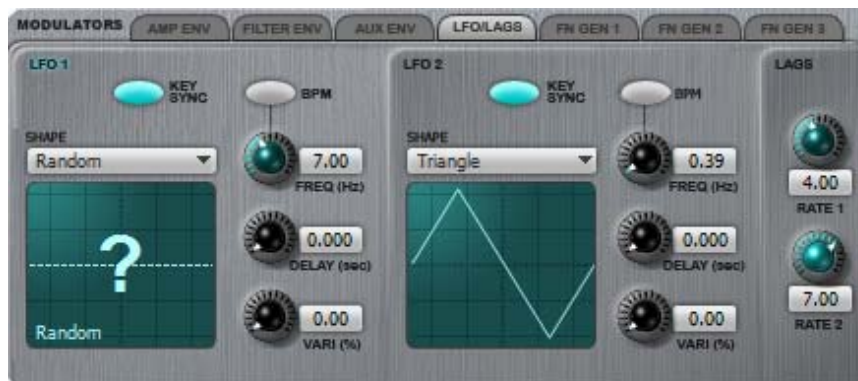 MODULATORS AMP ENV FILTER ENV AUX ENV LFO/LAGS FN GEN 1 FN GEN 2 FN GEN 3
LFO 1
KEY SYNC
BPM
SHAPE
Random
7.00
FREQ (Hz)
?
0.000
DELAY (sec)
Random
0.00
VARI (%)
LFO 2
KEY SYNC
BPM
SHAPE
Triangle
0.39
FREQ (Hz)
0.000
DELAY (sec)
0.00
VARI (%)
LAGS
4.00
RATE 1
7.00
RATE 2